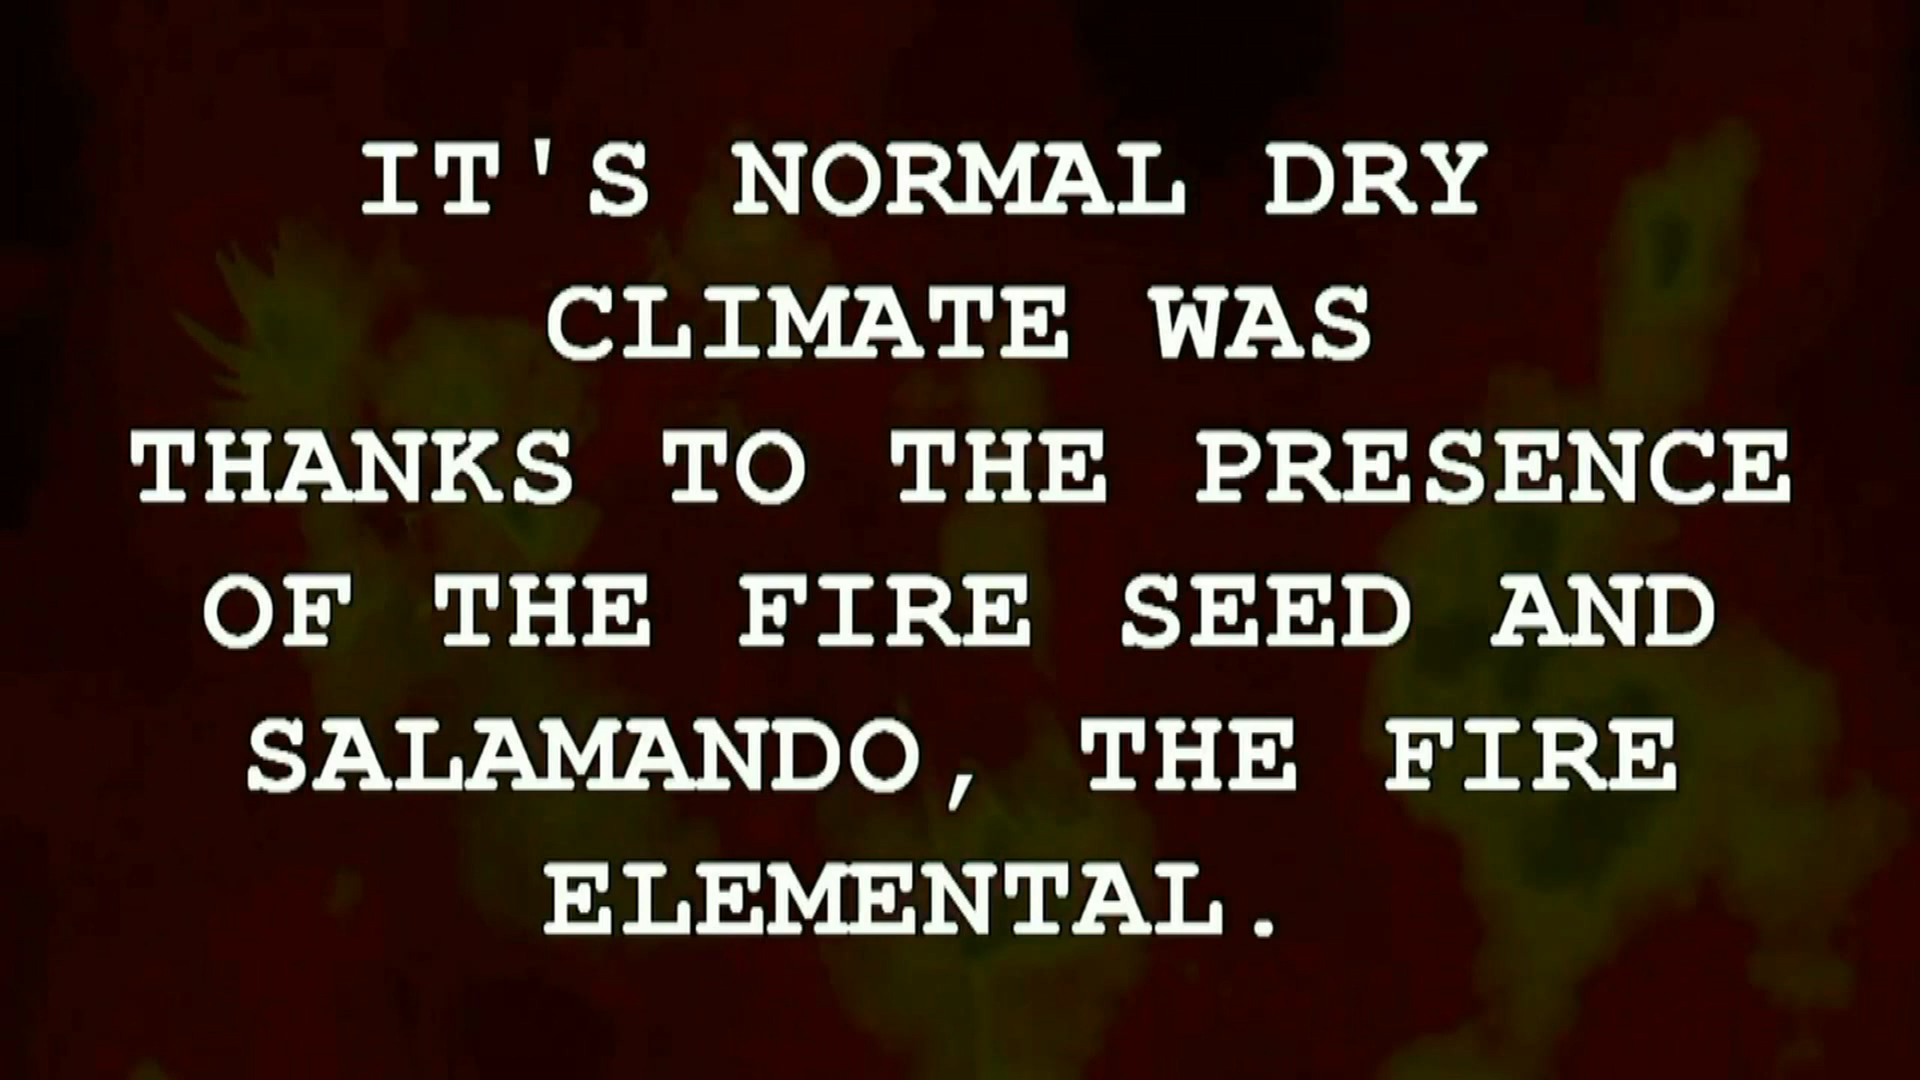 IT'S NORMAL DRY
CLIMATE WAS
THANKS TO THE PRESENCE
OF THE FIRE SEED AND
SALAMANDO, THE FIRE
ELEMENTAL.